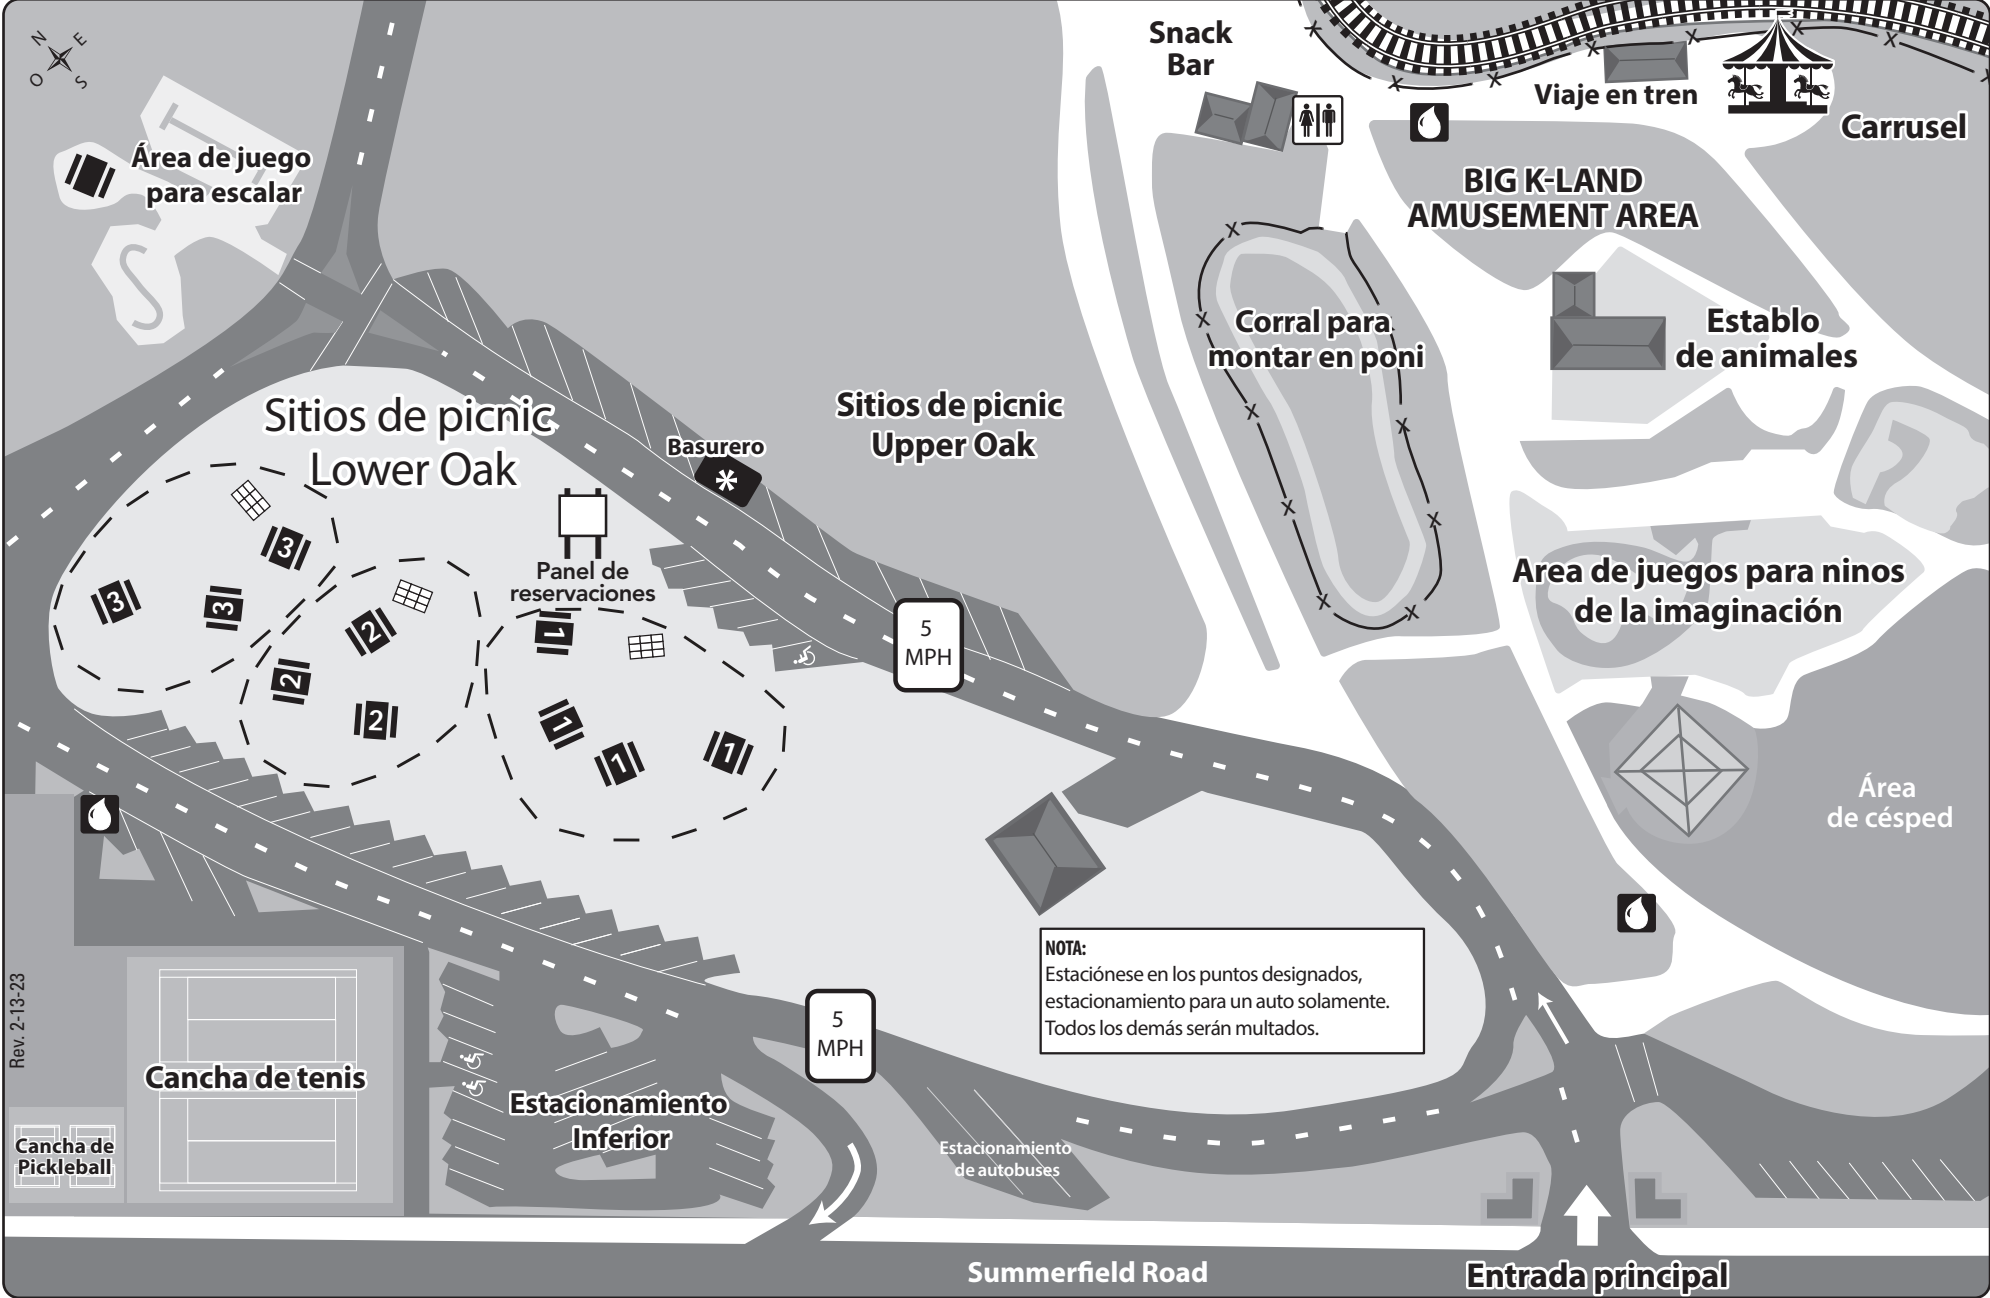 N
E
O
S
Snack
Bar
Viaje en tren
Carrusel
Área de juego
para escalar
BIG K-LAND
AMUSEMENT AREA
Corral para
montar en poni
Establo
de animales
Sitios de picnic
Lower Oak
Sitios de picnic
Upper Oak
Basurero
*
Panel de
reservaciones
3
3
3
2
2
2
1
1
1
1
5
MPH
Area de juegos para ninos
de la imaginación
Área
de césped
NOTA:
Estaciónese en los puntos designados,
estacionamiento para un auto solamente.
Todos los demás serán multados.
Rev. 2-13-23
5
MPH
Cancha de tenis
Cancha de
Pickleball
Estacionamiento
Inferior
Estacionamiento
de autobuses
Summerfield Road
Entrada principal